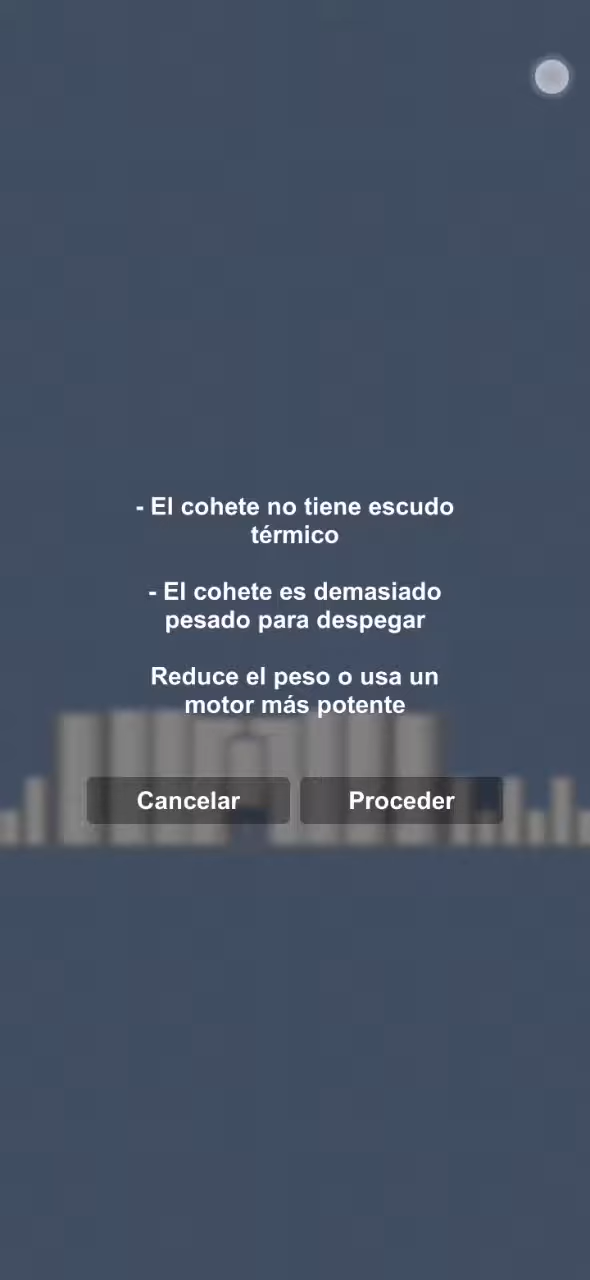 - El cohete no tiene escudo
térmico
- El cohete es demasiado
pesado para despegar
Reduce el peso o usa un
motor más potente
Cancelar
Proceder